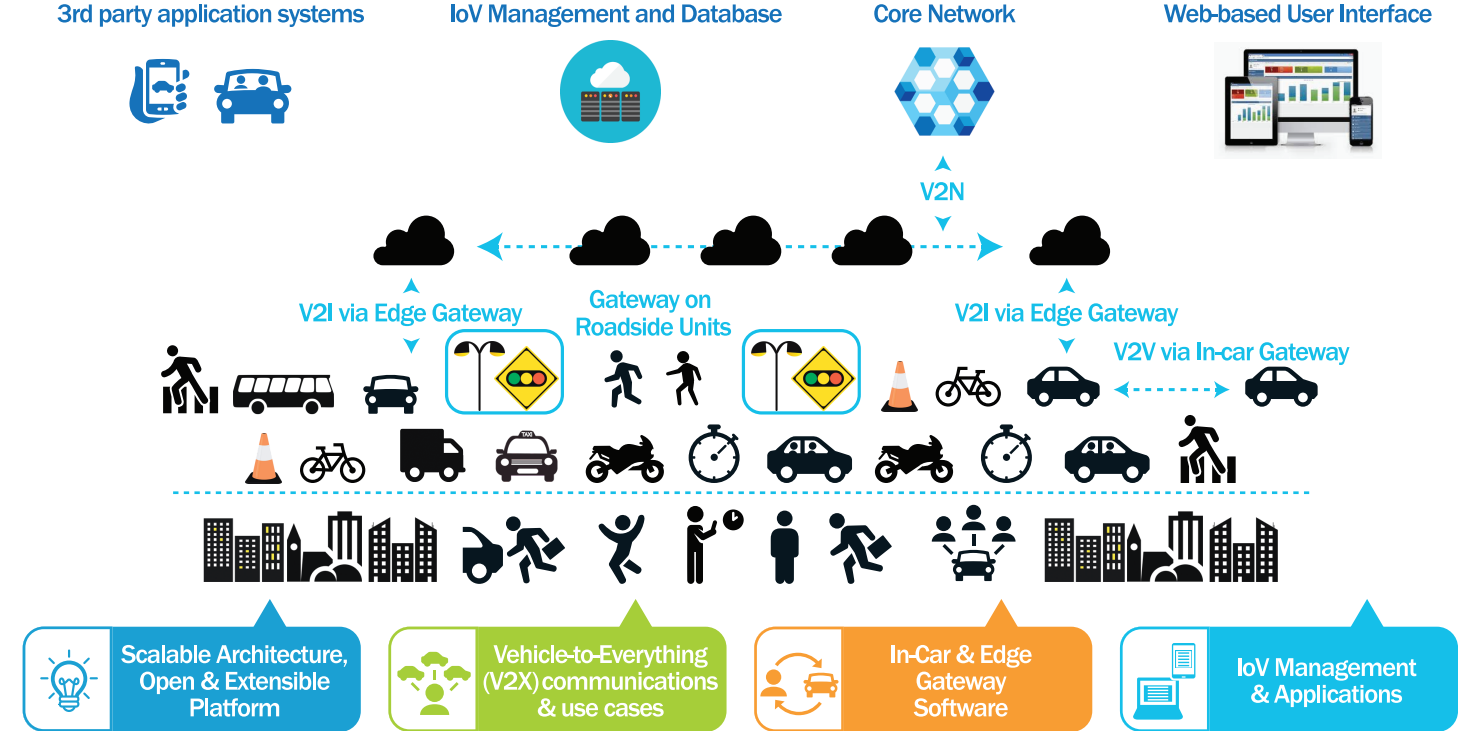 3rd party application systems
IoV Management and Database
Core Network
Web-based User Interface
V2N
V2I via Edge Gateway
Gateway on
Roadside Units
V2I via Edge Gateway
V2V via In-car Gateway
TAXI
Scalable Architecture,
Open & Extensible
Platform
Vehicle-to-Everything
(V2X) communications
& use cases
In-Car & Edge
Gateway
Software
IoV Management
& Applications